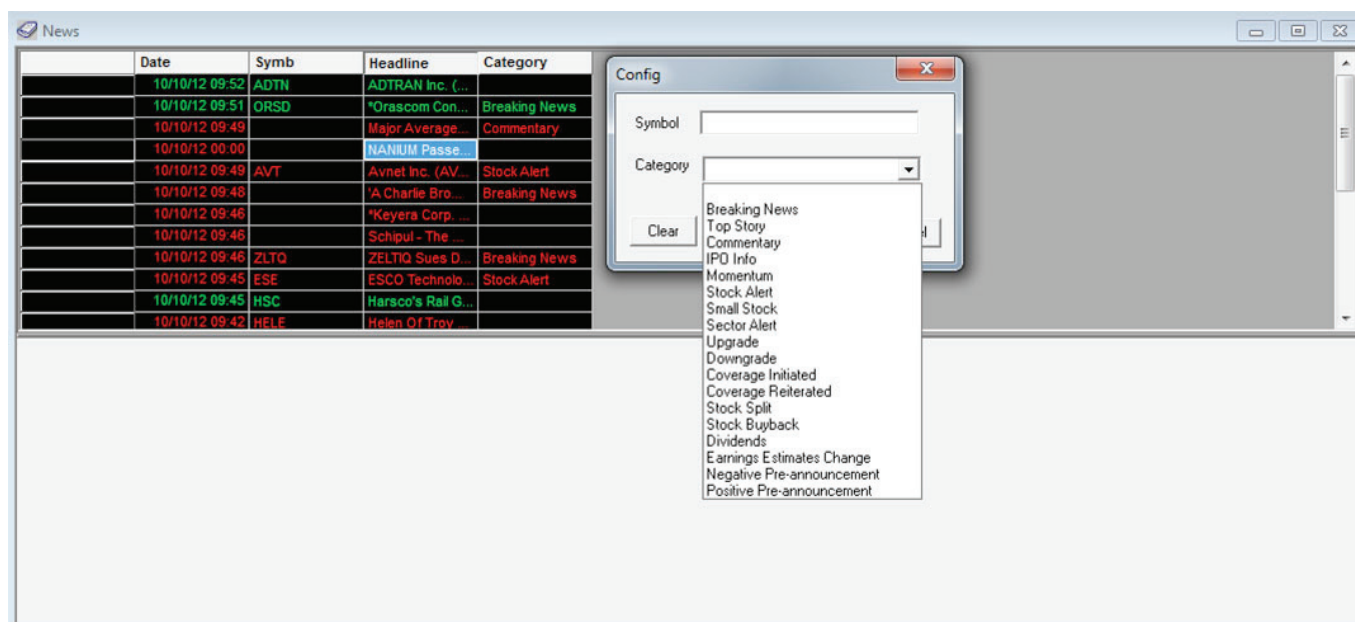 News
Date Symb Headline Category
10/10/12 09:52 ADTN ADTRAN Inc. (...
10/10/12 09:51 ORSD *Orascom Con... Breaking News
10/10/12 09:49 Major Average... Commentary
10/10/12 00:00 NANIUM Passe...
10/10/12 09:49 AVT Avnet Inc. (AV... Stock Alert
10/10/12 09:48 'A Charlie Bro... Breaking News
10/10/12 09:46 *Keyera Corp. ...
10/10/12 09:46 Schipul - The ...
10/10/12 09:46 ZLTQ ZELTIQ Sues D... Breaking News
10/10/12 09:45 ESE ESCO Technolo... Stock Alert
10/10/12 09:45 HSC Harsco's Rail G...
10/10/12 09:42 HELE Helen Of Troy ...
Config
Symbol
Category
Clear
Breaking News
Top Story
Commentary
IPO Info
Momentum
Stock Alert
Small Stock
Sector Alert
Upgrade
Downgrade
Coverage Initiated
Coverage Reiterated
Stock Split
Stock Buyback
Dividends
Earnings Estimates Change
Negative Pre-announcement
Positive Pre-announcement